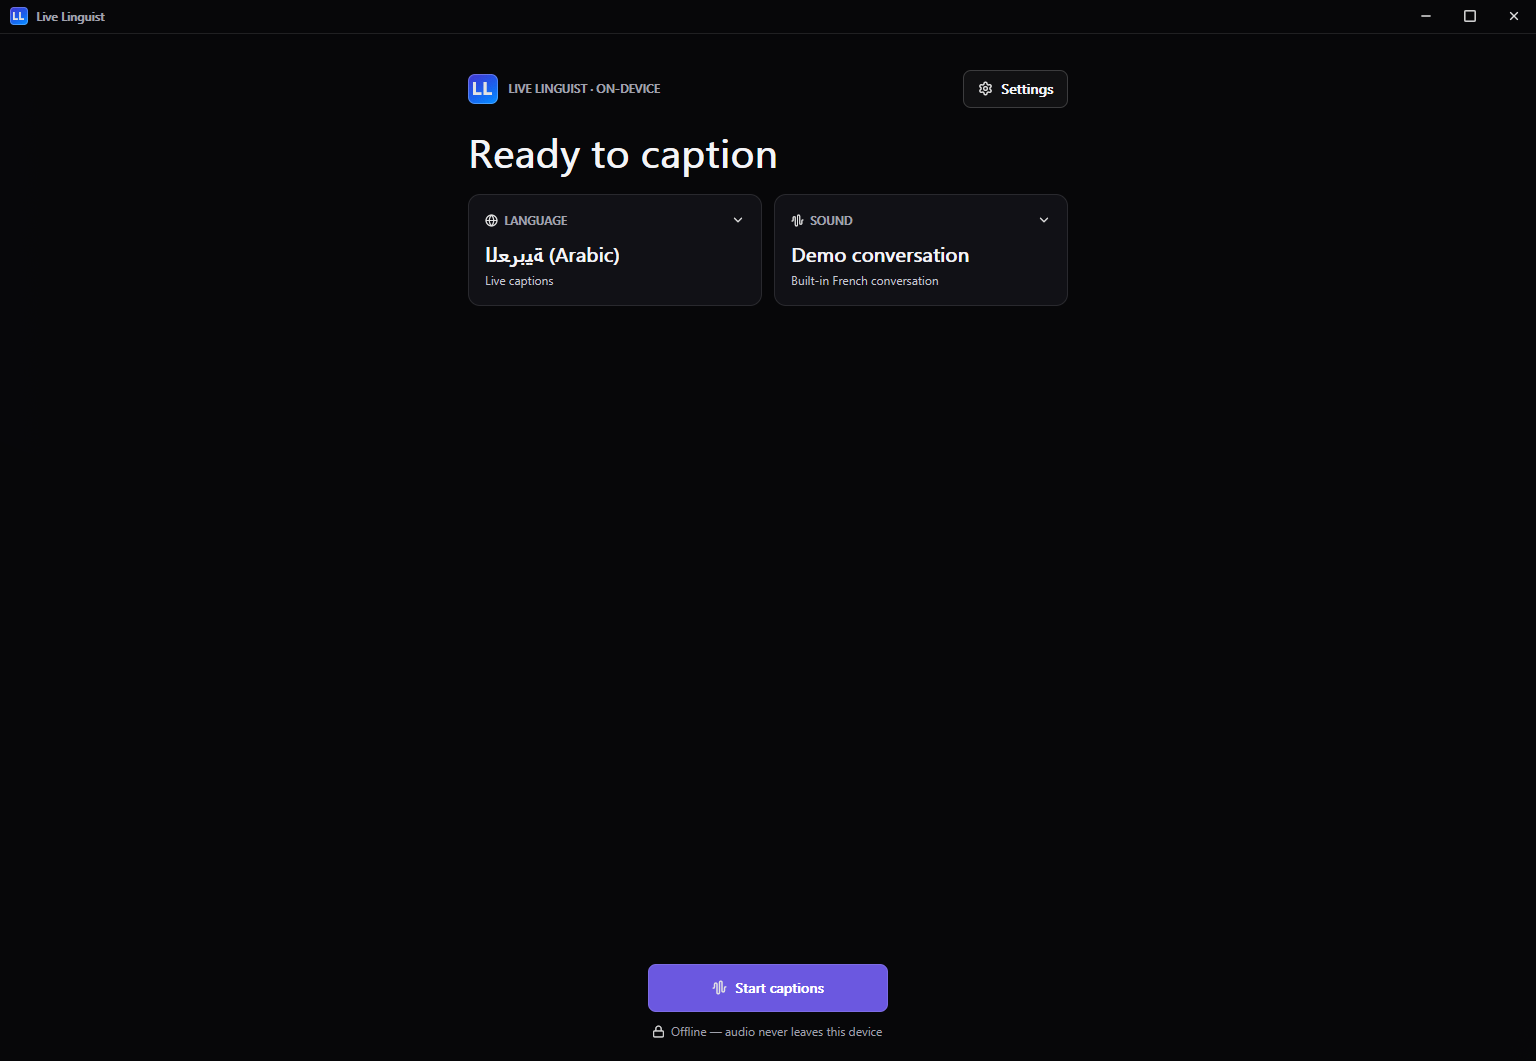 LL Live Linguist
LL LIVE LINGUIST · ON-DEVICE
Settings
Ready to caption
LANGUAGE
العربية (Arabic)
Live captions
SOUND
Demo conversation
Built-in French conversation
Start captions
Offline — audio never leaves this device